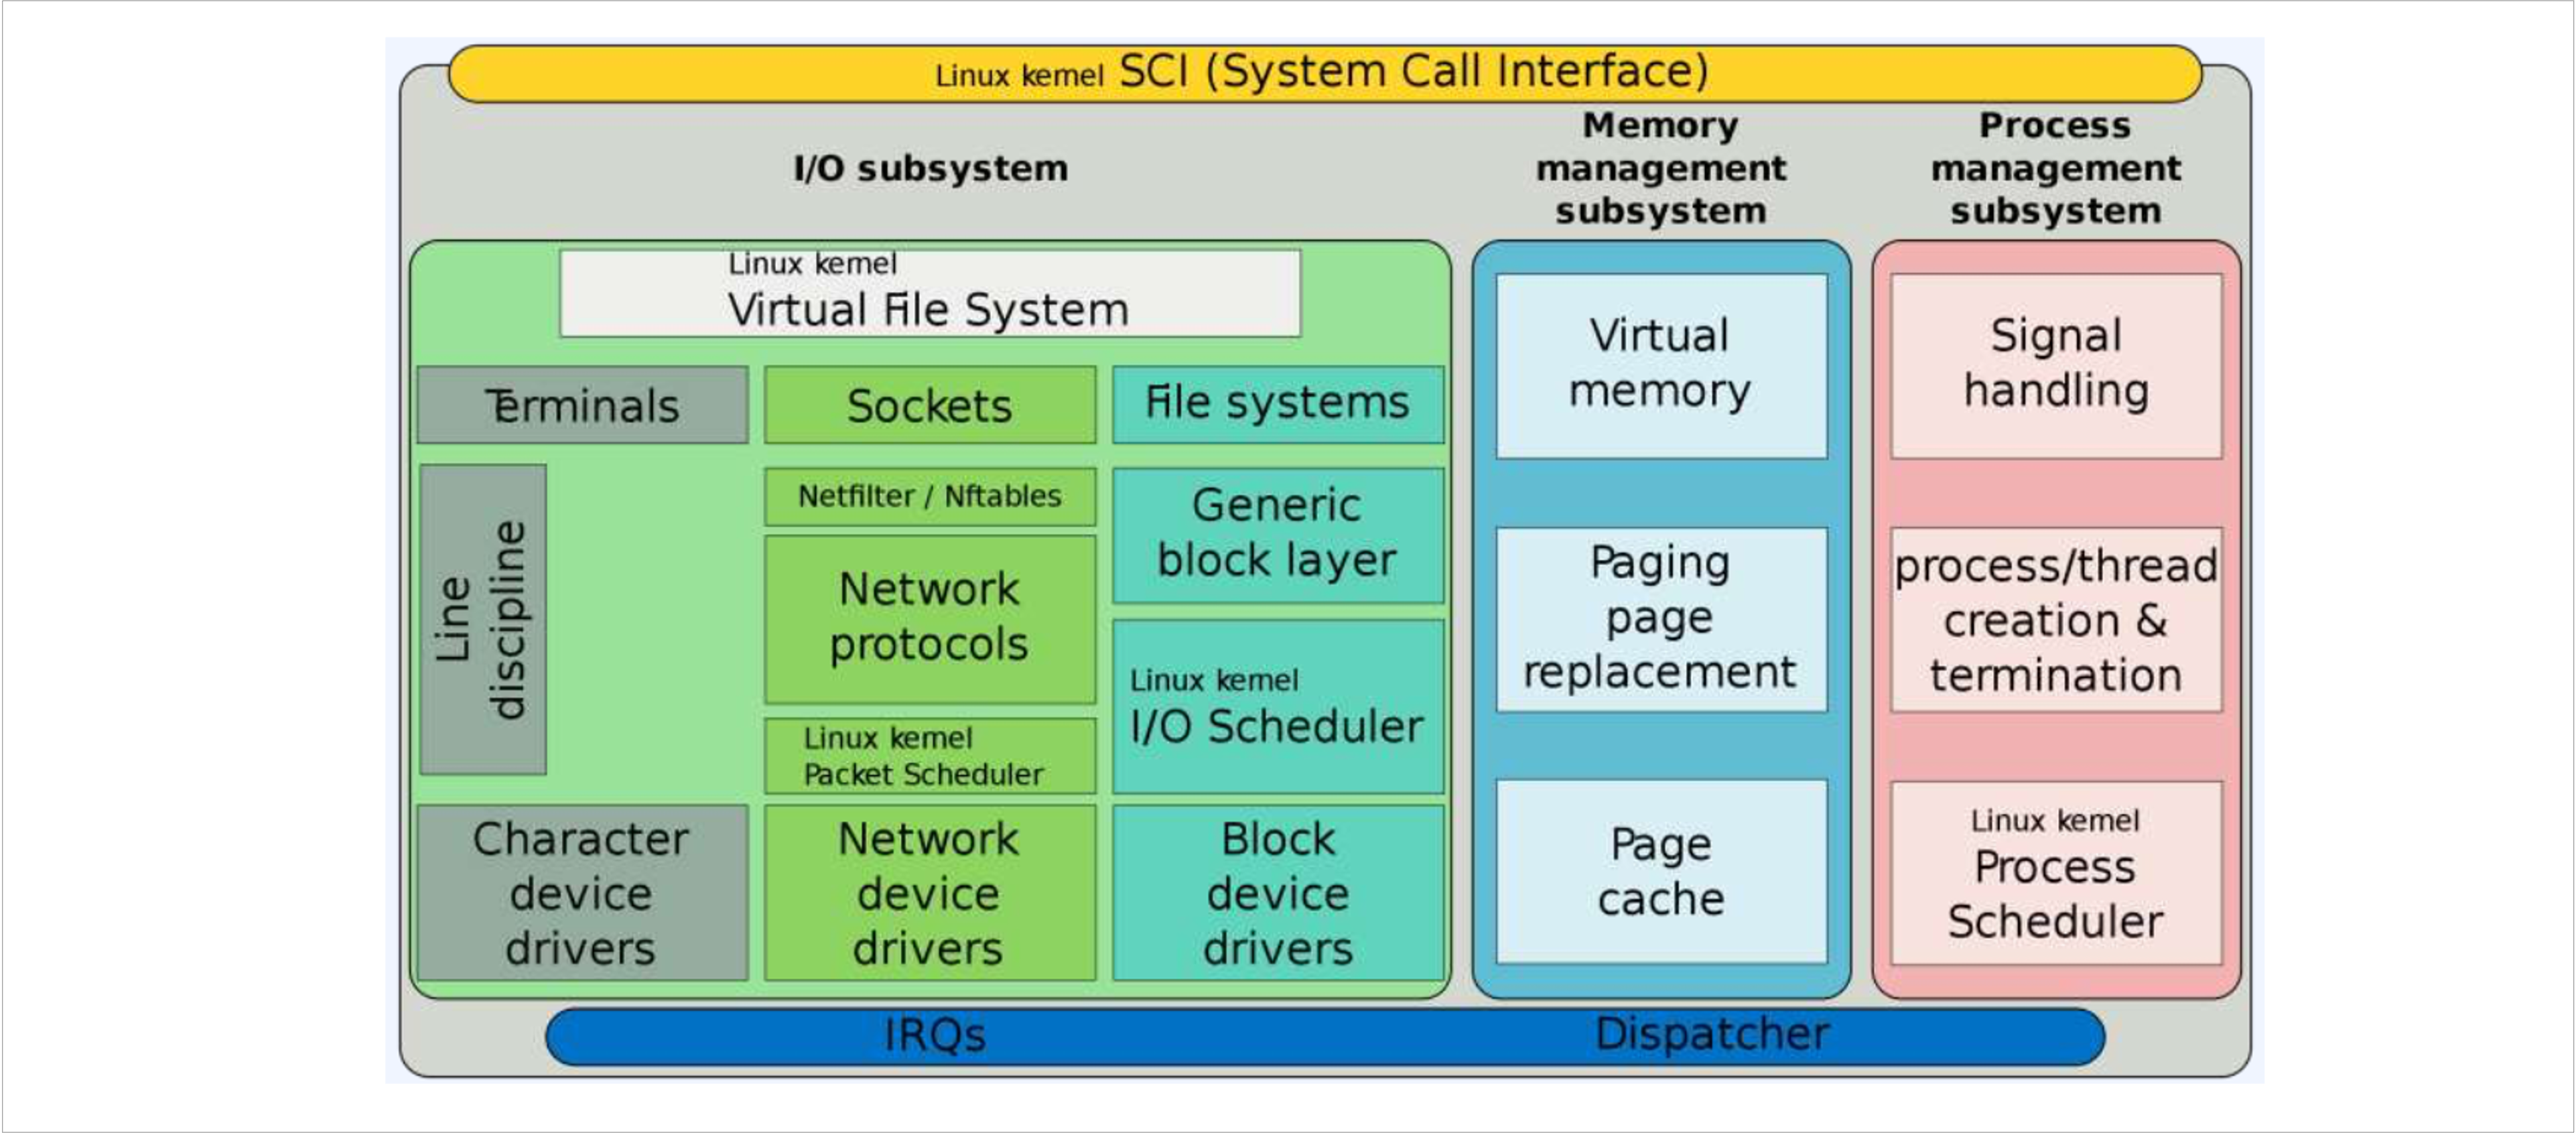 Linux kernel SCI (System Call Interface)
I/O subsystem
Memory
management
subsystem
Process
management
subsystem
Linux kernel
Virtual File System
Terminals
Line
discipline
Character
device
drivers
Sockets
Netfilter / Nftables
Network
protocols
Linux kernel
Packet Scheduler
Network
device
drivers
File systems
Generic
block layer
Linux kernel
I/O Scheduler
Block
device
drivers
Virtual
memory
Paging
page
replacement
Page
cache
Signal
handling
process/thread
creation &
termination
Linux kernel
Process
Scheduler
IRQs
Dispatcher